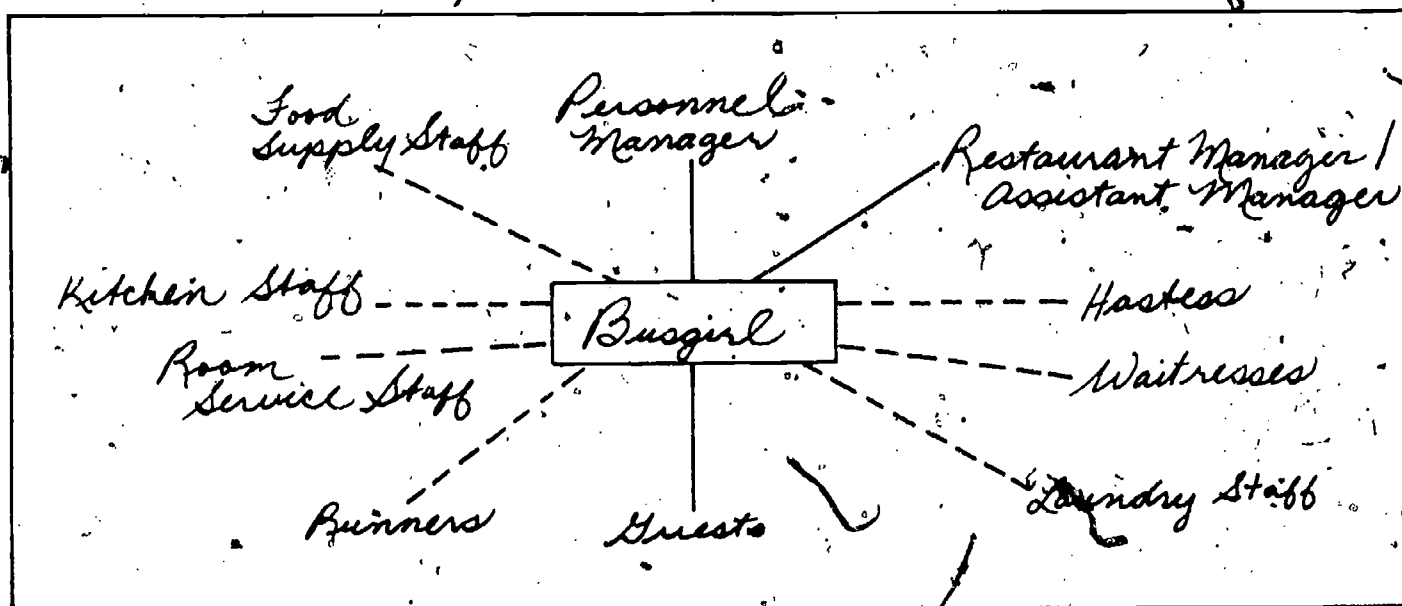 Food
Supply Staff
Personnel
Manager
Restaurant Manager /
Assistant Manager
Kitchen Staff
Busgirl
Hostess
Room
Service Staff
Waitresses
Runners
Guests
Laundry Staff